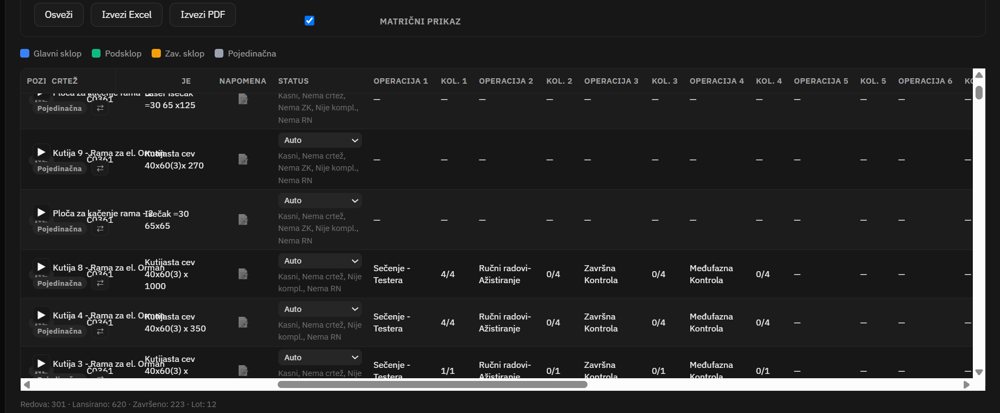 Osveži Izvezi Excel Izvezi PDF
MATRIČNI PRIKAZ
Glavni sklop Podsklop Zav. sklop Pojedinačna
POZI CRTEŽ JE NAPOMENA STATUS OPERACIJA 1 KOL. 1 OPERACIJA 2 KOL. 2 OPERACIJA 3 KOL. 3 OPERACIJA 4 KOL. 4 OPERACIJA 5 KOL. 5 OPERACIJA 6
Ploča za kačenje rama
C0361
Pojedinačna ⇄
Laser isečak
=30 65 x125
Kasni, Nema crtež,
Nema ZK, Nije kompl.,
Nema RN
— — — — — — — — — — — —
Kutija 9 - Rama za el. Orman
C0361
Pojedinačna ⇄
Kutijasta cev
40x60(3)x 270
Auto
Kasni, Nema crtež,
Nema ZK, Nije kompl.,
Nema RN
— — — — — — — — — — — —
Ploča za kačenje rama - 2
C0361
Pojedinačna ⇄
Isečak =30
65x65
Auto
Kasni, Nema crtež,
Nema ZK, Nije kompl.,
Nema RN
— — — — — — — — — — — —
Kutija 8 - Rama za el. Orman
C0361
Pojedinačna ⇄
Kutijasta cev
40x60(3) x
1000
Auto
Kasni, Nema crtež, Nije
kompl., Nema RN
Sečenje -
Testera
4/4
Ručni radovi-
Ažistiranje
0/4
Završna
Kontrola
0/4
Međufazna
Kontrola
0/4
— — — —
Kutija 4 - Rama za el. Orman
C0361
Pojedinačna ⇄
Kutijasta cev
40x60(3) x 350
Auto
Kasni, Nema crtež, Nije
kompl., Nema RN
Sečenje -
Testera
4/4
Ručni radovi-
Ažistiranje
0/4
Završna
Kontrola
0/4
Međufazna
Kontrola
0/4
— — — —
Kutija 3 - Rama za el. Orman
C0361
Pojedinačna
Kutijasta cev
40x60(3) x
Auto
Kasni, Nema crtež, Nije
Sečenje -
Testera
1/1
Ručni radovi-
Ažistiranje
0/1
Završna
Kontrola
0/1
Međufazna
Kontrola
0/1
— — — —
Redova: 301 · Lansirano: 620 · Završeno: 223 · Lot: 12